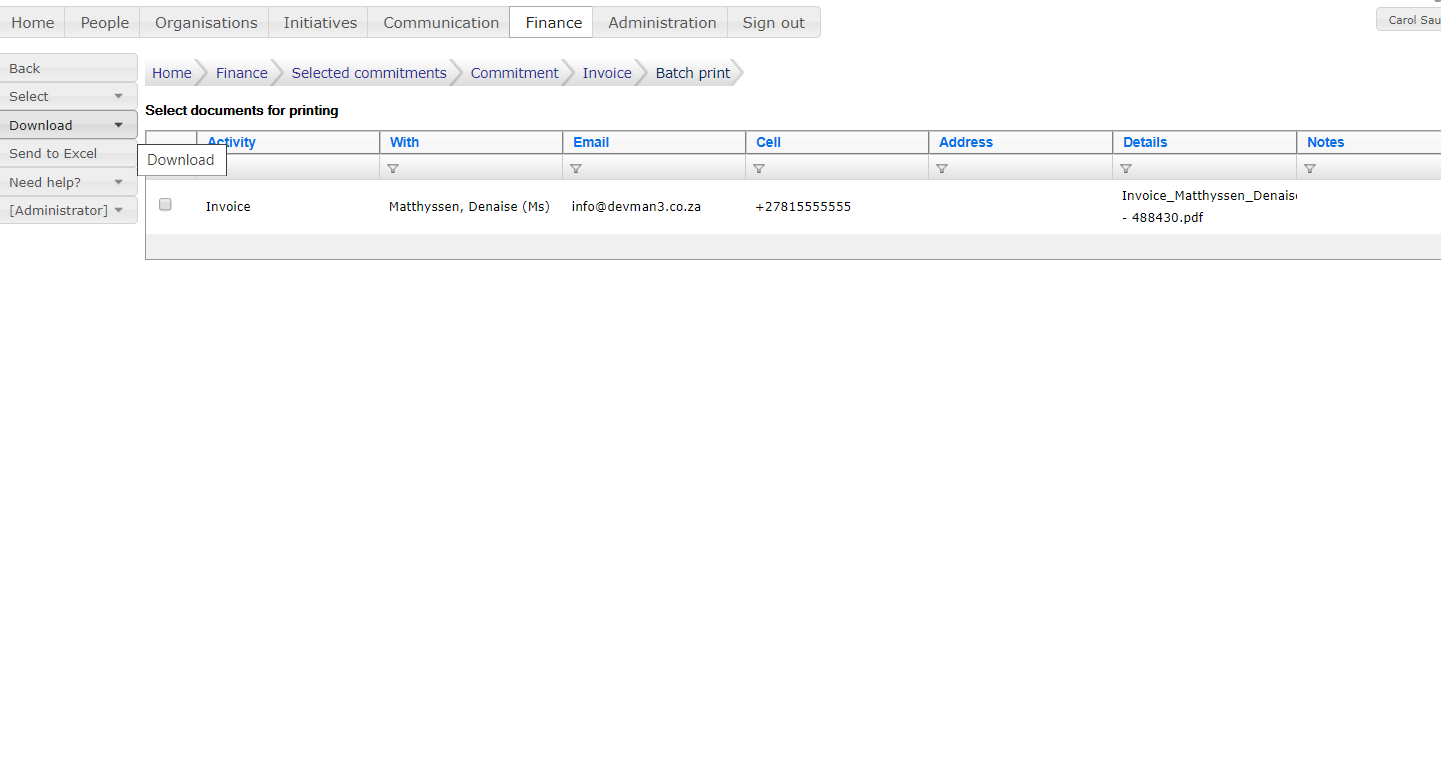 Home People Organisations Initiatives Communication Finance Administration Sign out
Carol Sau
Back
Select
Download
Send to Excel
Need help?
[Administrator]
Download
Home Finance Selected commitments Commitment Invoice Batch print
Select documents for printing
Activity With Email Cell Address Details Notes
Invoice Matthyssen, Denaise (Ms) info@devman3.co.za +27815555555 Invoice_Matthyssen_Denaise
- 488430.pdf